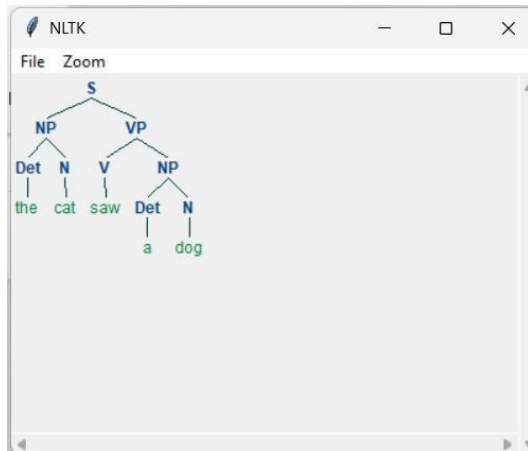 NLTK
File Zoom
S
NP VP
Det N V NP
the cat saw Det N
a dog